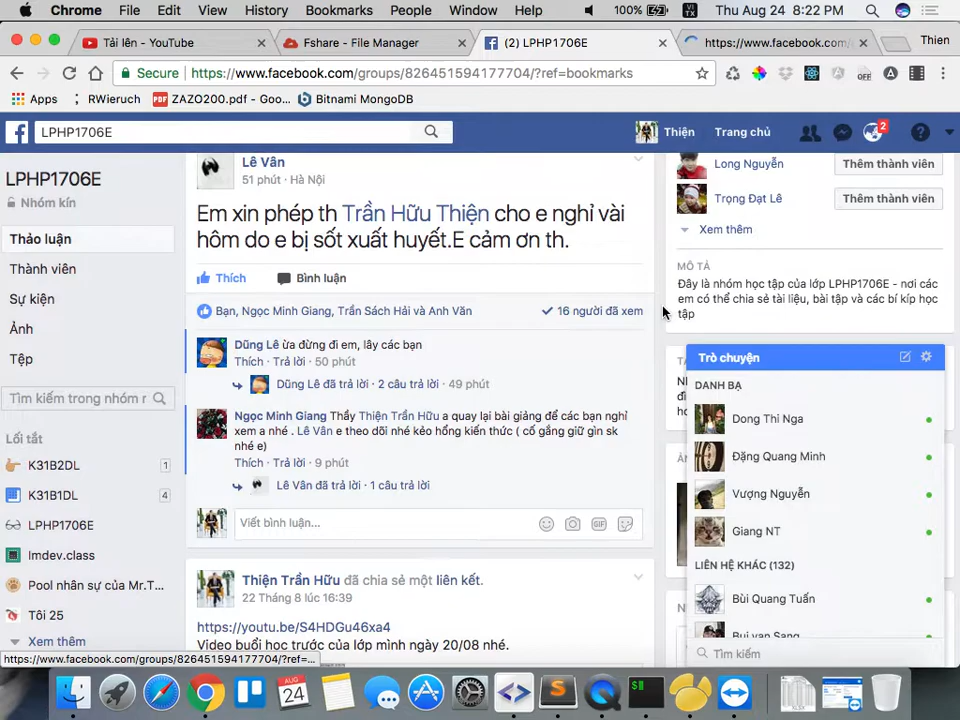 Chrome File Edit View History Bookmarks People Window Help 100% VI TX Thu Aug 24 8:22 PM
Tải lên - YouTube
Fshare - File Manager
(2) LPHP1706E
https://www.facebook.com/
Thien
Secure https://www.facebook.com/groups/826451594177704/?ref=bookmarks
OFF
Apps ; RWieruch ZAZO200.pdf - Goo... Bitnami MongoDB
LPHP1706E
Thiện Trang chủ 2
LPHP1706E
Nhóm kín
Thảo luận
Thành viên
Sự kiện
Ảnh
Tệp
Tìm kiếm trong nhóm r
Lối tắt
K31B2DL 1
K31B1DL 4
LPHP1706E
Imdev.class
Pool nhân sự của Mr.T...
Tôi 25
Xem thêm
https://www.facebook.com/groups/826451594177704/?ref=...
Lê Vân
51 phút · Hà Nội
Em xin phép th Trần Hữu Thiện cho e nghỉ vài
hôm do e bị sốt xuất huyết.E cảm ơn th.
Thích Bình luận
Bạn, Ngọc Minh Giang, Trần Sách Hải và Anh Vân 16 người đã xem
Dũng Lê ừa đừng đi em, lây các bạn
Thích · Trả lời · 50 phút
Dũng Lê đã trả lời · 2 câu trả lời · 49 phút
Ngọc Minh Giang Thầy Thiện Trần Hữu a quay lại bài giảng để các bạn nghỉ
xem a nhé . Lê Vân e theo dõi nhé kẻo hổng kiến thức ( cố gắng giữ gìn sk
nhé e)
Thích · Trả lời · 9 phút
Lê Vân đã trả lời · 1 câu trả lời
Viết bình luận...
GIF
Thiện Trần Hữu đã chia sẻ một liên kết.
22 Tháng 8 lúc 16:39
https://youtu.be/S4HDGu46xa4
Video buổi học trước của lớp mình ngày 20/08 nhé.
Long Nguyễn Thêm thành viên
Trọng Đạt Lê Thêm thành viên
Xem thêm
MÔ TẢ
Đây là nhóm học tập của lớp LPHP1706E - nơi các
em có thể chia sẻ tài liệu, bài tập và các bí kíp học
tập
Trò chuyện
DANH BẠ
Dong Thi Nga
Đặng Quang Minh
Vượng Nguyễn
Giang NT
LIÊN HỆ KHÁC (132)
Bùi Quang Tuấn
Bui van Sang
Tìm kiếm
AUG
24